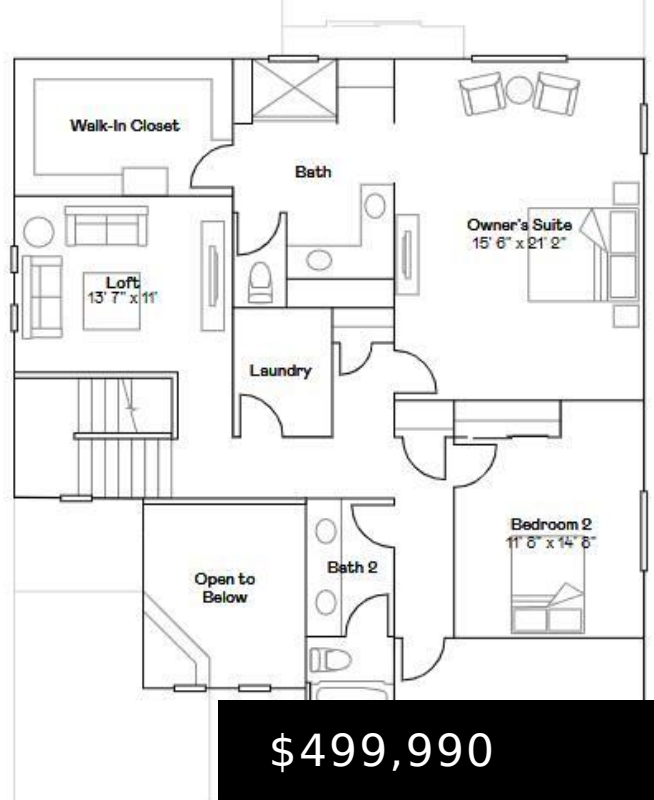 Walk-In Closet
Bath
Owner's Suite
15' 6" x 21' 2"
Loft
13' 7" x 11'
Laundry
Bedroom 2
11' 8" x 14' 6"
Bath 2
Open to
Below
$499,990